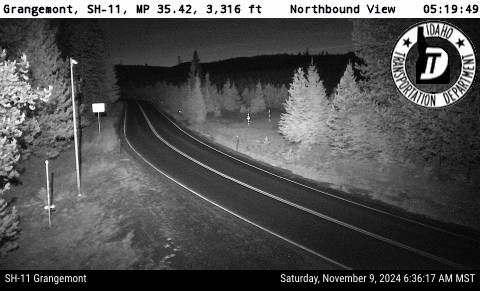 Grangemont, SH-11, MP 35.42, 3,316 ft Northbound View 05:19:49
IDAHO
TRANSPORTATION DEPARTMENT
SH-11 Grangemont Saturday, November 9, 2024 6:36:17 AM MST